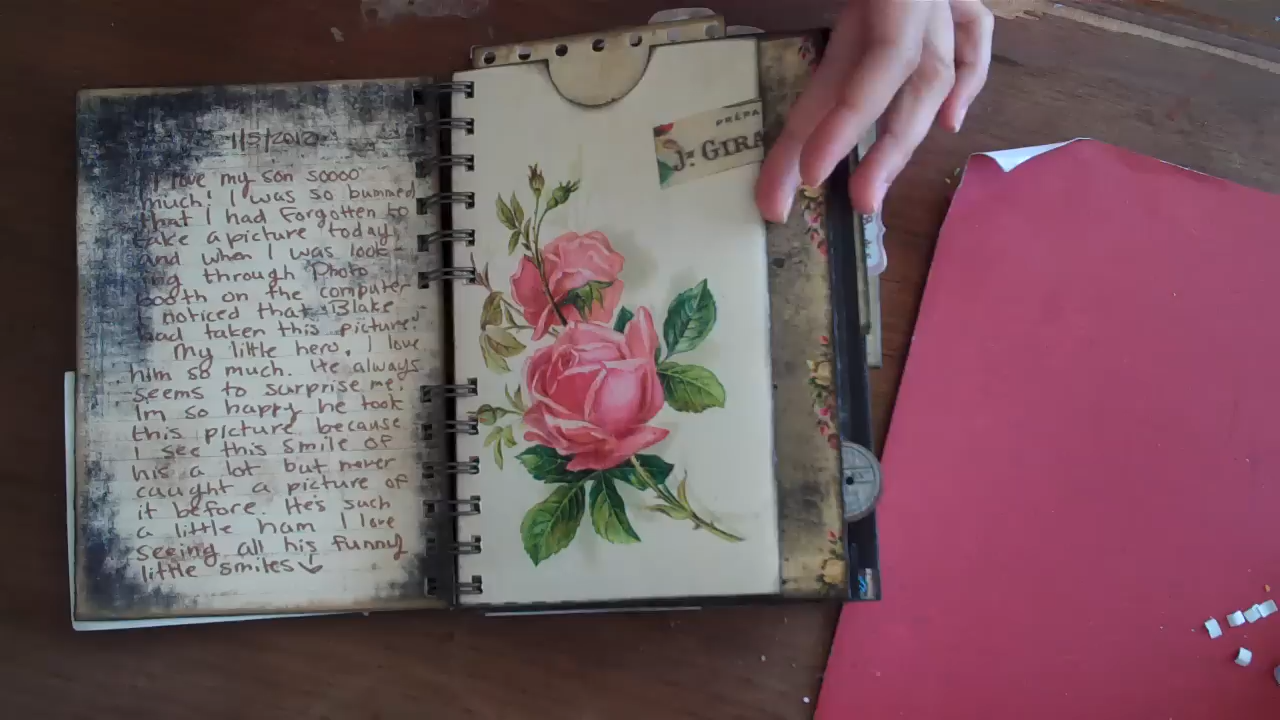 1/5/2012
I love my son soooo
much! I was so bummed
that I had forgotten to
take a picture today!
and when I was look-
ing through Photo
booth on the computer
I noticed that Blake
had taken this picture!
My little hero, I love
him so much. He always
seems to surprise me.
Im so happy he took
this picture because
I see this smile of
his a lot but never
caught a picture of
it before. He's such
a little ham I love
seeing all his funny
little smiles
PRÉPA
Jn GIRA